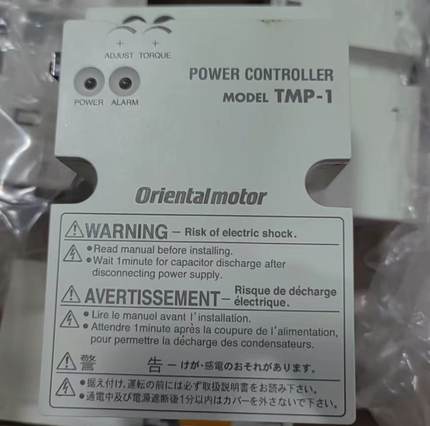 ADJUST TORQUE
POWER ALARM
POWER CONTROLLER
MODEL TMP-1
Orientalmotor
WARNING – Risk of electric shock.
●Read manual before installing.
●Wait 1minute for capacitor discharge after
disconnecting power supply.
AVERTISSEMENT – Risque de décharge
électrique.
●Lire le manuel avant l'installation.
●Attendre 1minute après la coupure de l'alimentation,
pour permettre la décharge des condensateurs.
警 告 – けが・感電のおそれがあります。
●据え付け、運転の前には必ず取扱説明書をお読み下さい。
●通電中及び電源遮断後1分以内はカバーを外さないで下さい。